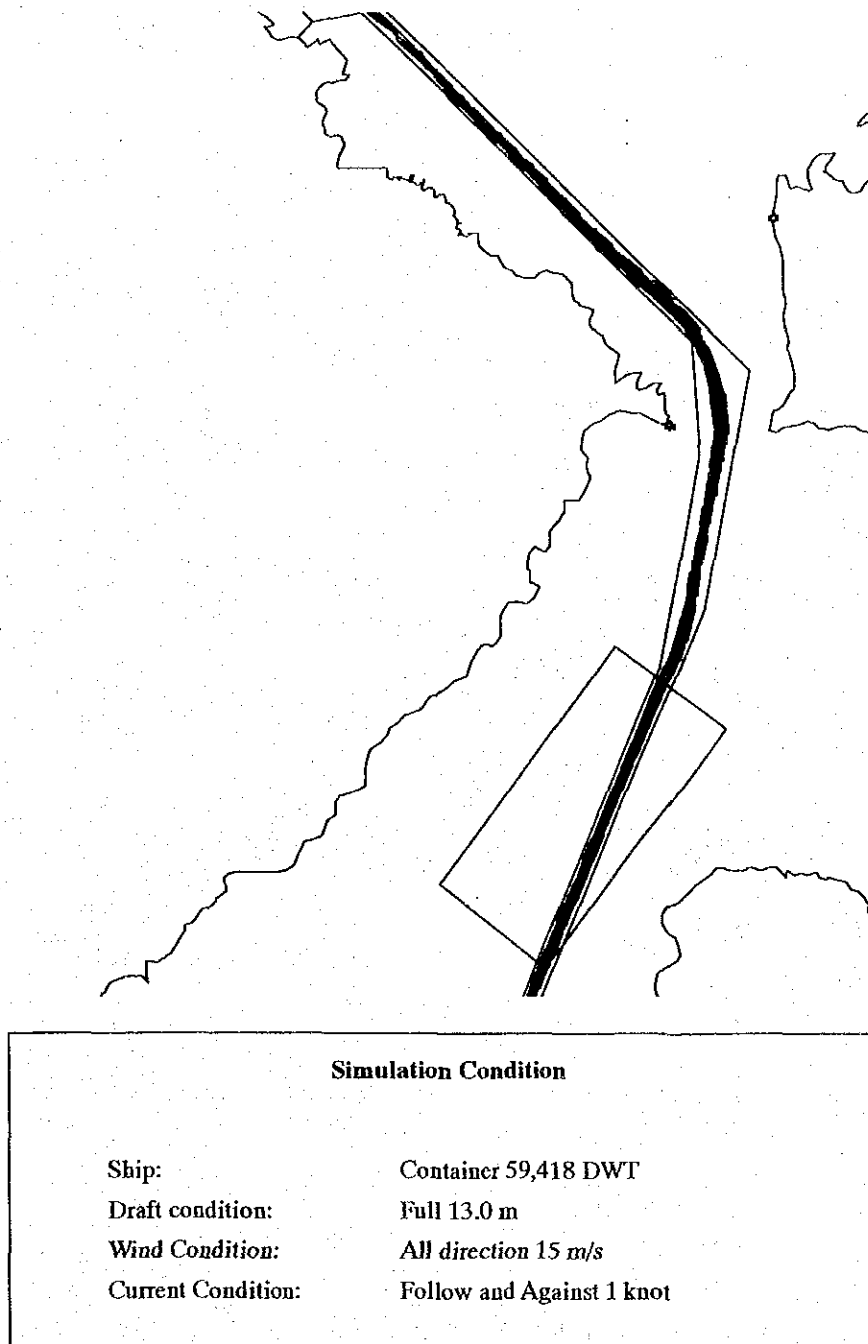 Simulation Condition
Ship: Container 59,418 DWT
Draft condition: Full 13.0 m
Wind Condition: All direction 15 m/s
Current Condition: Follow and Against 1 knot